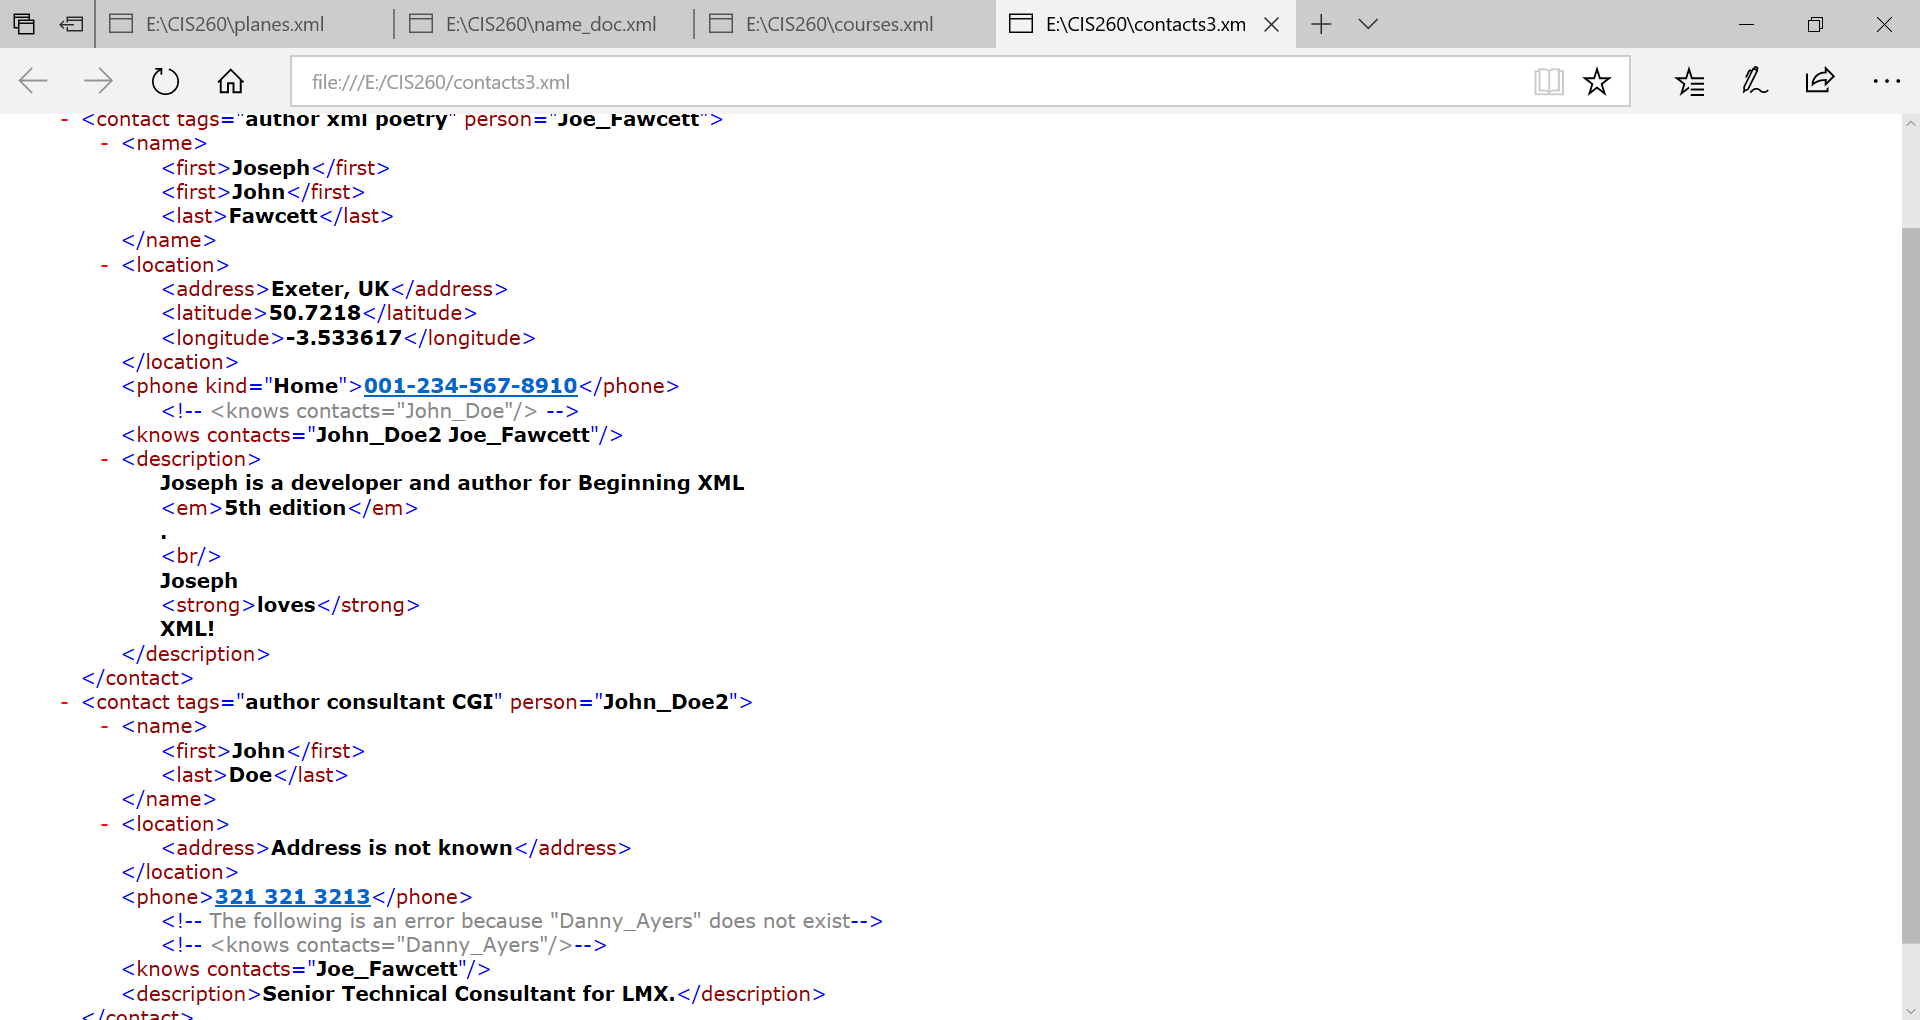 E:\CIS260\planes.xml
E:\CIS260\name_doc.xml
E:\CIS260\courses.xml
E:\CIS260\contacts3.xm
file:///E:/CIS260/contacts3.xml
- <contact tags="author xml poetry" person="Joe_Fawcett">
- <name>
<first>Joseph</first>
<first>John</first>
<last>Fawcett</last>
</name>
- <location>
<address>Exeter, UK</address>
<latitude>50.7218</latitude>
<longitude>-3.533617</longitude>
</location>
<phone kind="Home">001-234-567-8910</phone>
<!-- <knows contacts="John_Doe"/> -->
<knows contacts="John_Doe2 Joe_Fawcett"/>
- <description>
Joseph is a developer and author for Beginning XML
<em>5th edition</em>
.
<br/>
Joseph
<strong>loves</strong>
XML!
</description>
</contact>
- <contact tags="author consultant CGI" person="John_Doe2">
- <name>
<first>John</first>
<last>Doe</last>
</name>
- <location>
<address>Address is not known</address>
</location>
<phone>321 321 3213</phone>
<!-- The following is an error because "Danny_Ayers" does not exist-->
<!-- <knows contacts="Danny_Ayers"/>-->
<knows contacts="Joe_Fawcett"/>
<description>Senior Technical Consultant for LMX.</description>
</contact>